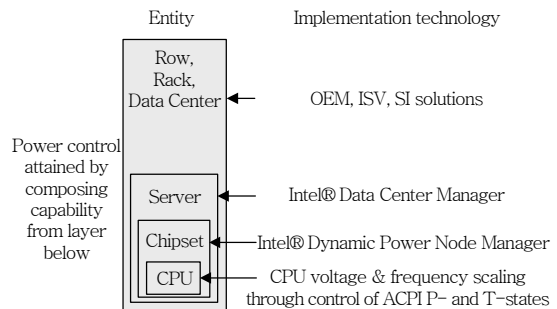 Entity
Implementation technology
Row,
Rack,
Data Center
OEM, ISV, SI solutions
Power control
attained by
composing
capability
from layer
below
Server
Intel® Data Center Manager
Chipset
Intel® Dynamic Power Node Manager
CPU
CPU voltage & frequency scaling
through control of ACPI P- and T-states